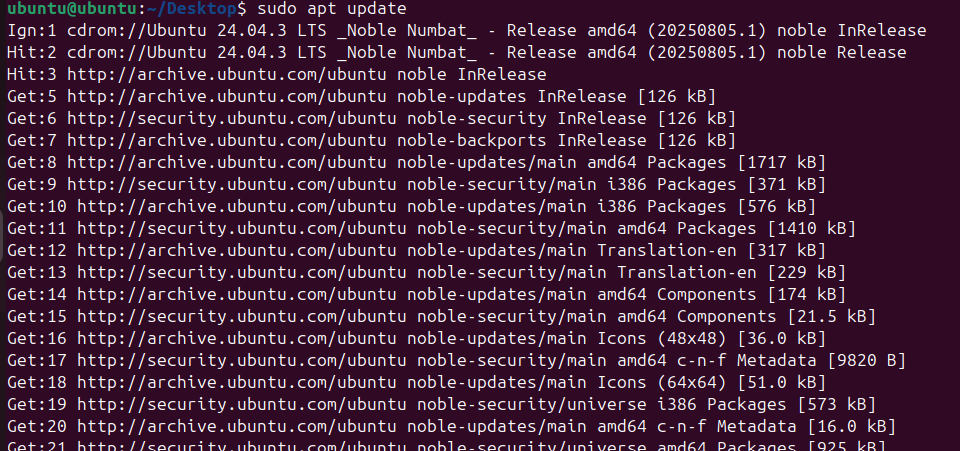 ubuntu@ubuntu:~/Desktop$ sudo apt update
Ign:1 cdrom://Ubuntu 24.04.3 LTS _Noble Numbat_ - Release amd64 (20250805.1) noble InRelease
Hit:2 cdrom://Ubuntu 24.04.3 LTS _Noble Numbat_ - Release amd64 (20250805.1) noble Release
Hit:3 http://archive.ubuntu.com/ubuntu noble InRelease
Get:5 http://archive.ubuntu.com/ubuntu noble-updates InRelease [126 kB]
Get:6 http://security.ubuntu.com/ubuntu noble-security InRelease [126 kB]
Get:7 http://archive.ubuntu.com/ubuntu noble-backports InRelease [126 kB]
Get:8 http://archive.ubuntu.com/ubuntu noble-updates/main amd64 Packages [1717 kB]
Get:9 http://security.ubuntu.com/ubuntu noble-security/main i386 Packages [371 kB]
Get:10 http://archive.ubuntu.com/ubuntu noble-updates/main i386 Packages [576 kB]
Get:11 http://security.ubuntu.com/ubuntu noble-security/main amd64 Packages [1410 kB]
Get:12 http://archive.ubuntu.com/ubuntu noble-updates/main Translation-en [317 kB]
Get:13 http://security.ubuntu.com/ubuntu noble-security/main Translation-en [229 kB]
Get:14 http://archive.ubuntu.com/ubuntu noble-updates/main amd64 Components [174 kB]
Get:15 http://security.ubuntu.com/ubuntu noble-security/main amd64 Components [21.5 kB]
Get:16 http://archive.ubuntu.com/ubuntu noble-updates/main Icons (48x48) [36.0 kB]
Get:17 http://security.ubuntu.com/ubuntu noble-security/main amd64 c-n-f Metadata [9820 B]
Get:18 http://archive.ubuntu.com/ubuntu noble-updates/main Icons (64x64) [51.0 kB]
Get:19 http://security.ubuntu.com/ubuntu noble-security/universe i386 Packages [573 kB]
Get:20 http://archive.ubuntu.com/ubuntu noble-updates/main amd64 c-n-f Metadata [16.0 kB]
Get:21 http://security.ubuntu.com/ubuntu noble-security/universe amd64 Packages [925 kB]